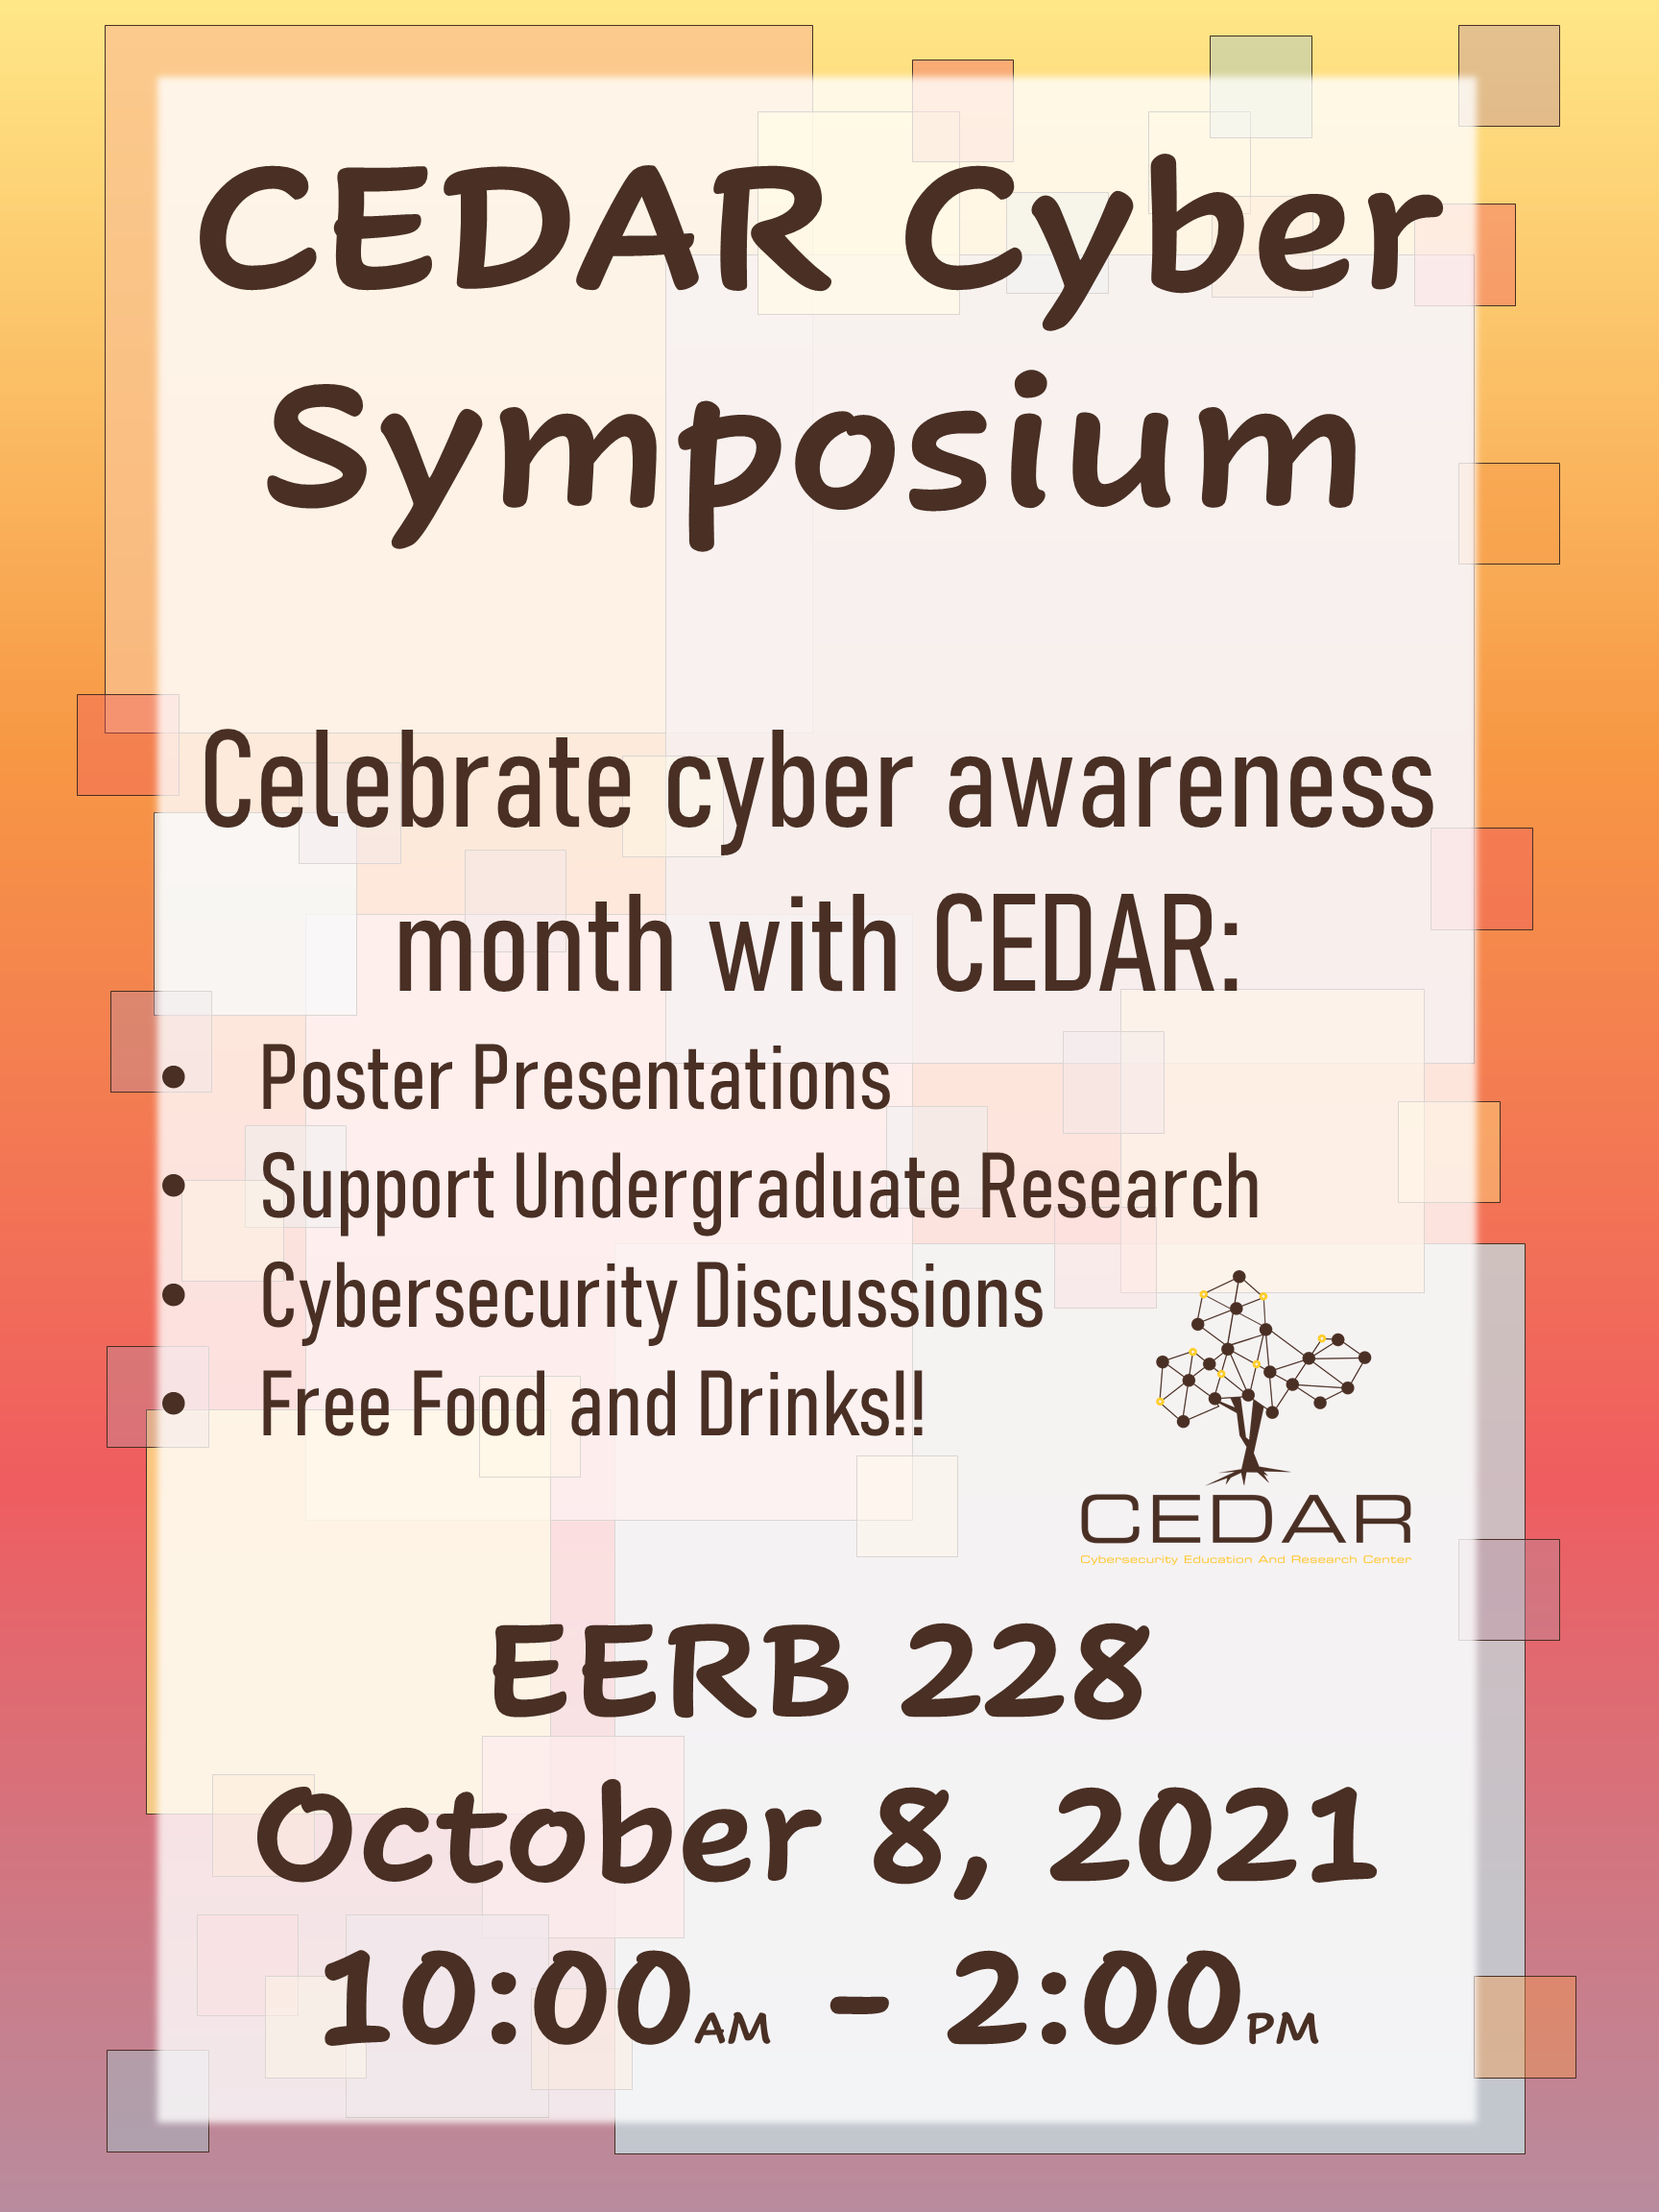 CEDAR Cyber
Symposium
Celebrate cyber awareness
month with CEDAR:
• Poster Presentations
• Support Undergraduate Research
• Cybersecurity Discussions
• Free Food and Drinks!!
CEDAR
Cybersecurity Education And Research Center
EERB 228
October 8, 2021
10:00AM – 2:00PM